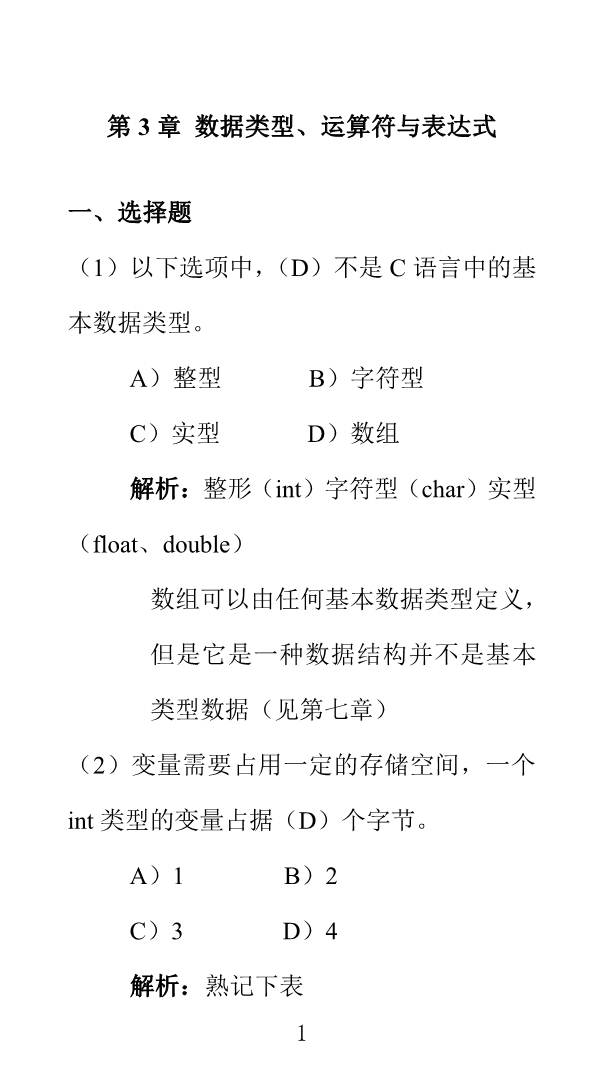 第 3 章 数据类型、运算符与表达式
一、选择题
（1）以下选项中，（D）不是 C 语言中的基
本数据类型。
A）整型 B）字符型
C）实型 D）数组
解析：整形（int）字符型（char）实型
（float、double）
数组可以由任何基本数据类型定义，
但是它是一种数据结构并不是基本
类型数据（见第七章）
（2）变量需要占用一定的存储空间，一个
int 类型的变量占据（D）个字节。
A）1 B）2
C）3 D）4
解析：熟记下表
1